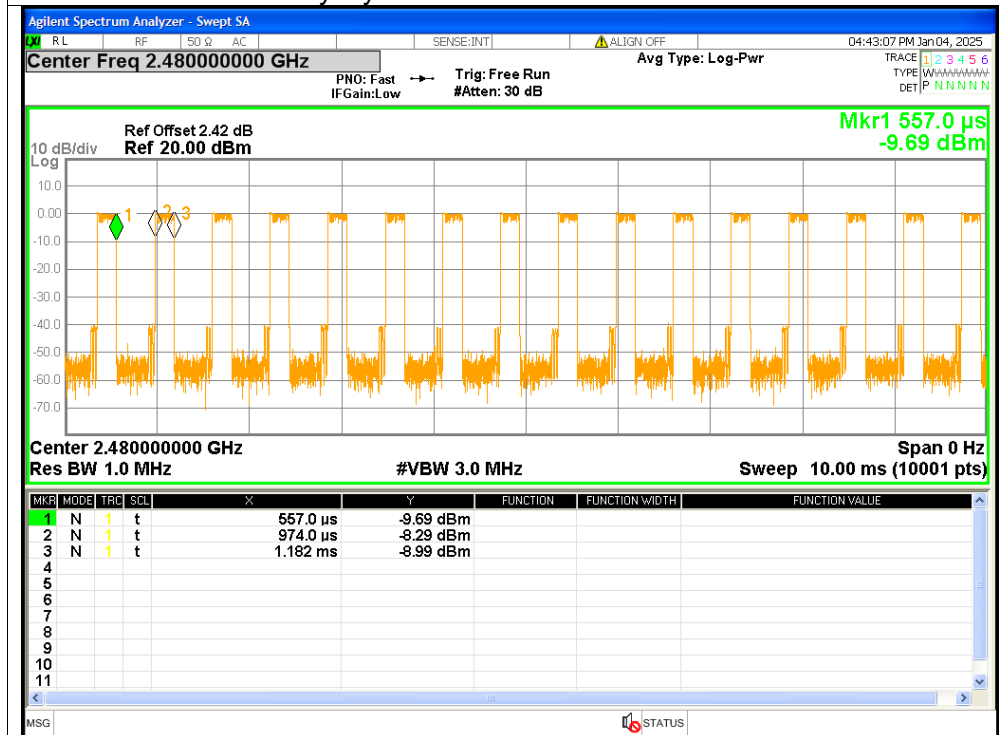 Agilent Spectrum Analyzer - Swept SA
LXI RL RF 50 Ω AC SENSE:INT ALIGN OFF 04:43:07 PM Jan 04, 2025
Center Freq 2.480000000 GHz Avg Type: Log-Pwr TRACE 1 2 3 4 5 6
PNO: Fast Trig: Free Run TYPE
IFGain:Low #Atten: 30 dB DET P N N N N N
Mkr1 557.0 µs
Ref Offset 2.42 dB
10 dB/div Ref 20.00 dBm -9.69 dBm
Log
10.0
0.00
1 2 3
-10.0
-20.0
-30.0
-40.0
-50.0
-60.0
-70.0
Center 2.480000000 GHz Span 0 Hz
Res BW 1.0 MHz #VBW 3.0 MHz Sweep 10.00 ms (10001 pts)
MKR MODE TRC SCL X Y FUNCTION FUNCTION WIDTH FUNCTION VALUE
1 N 1 t 557.0 µs -9.69 dBm
2 N 1 t 974.0 µs -8.29 dBm
3 N 1 t 1.182 ms -8.99 dBm
4
5
6
7
8
9
10
11
MSG STATUS